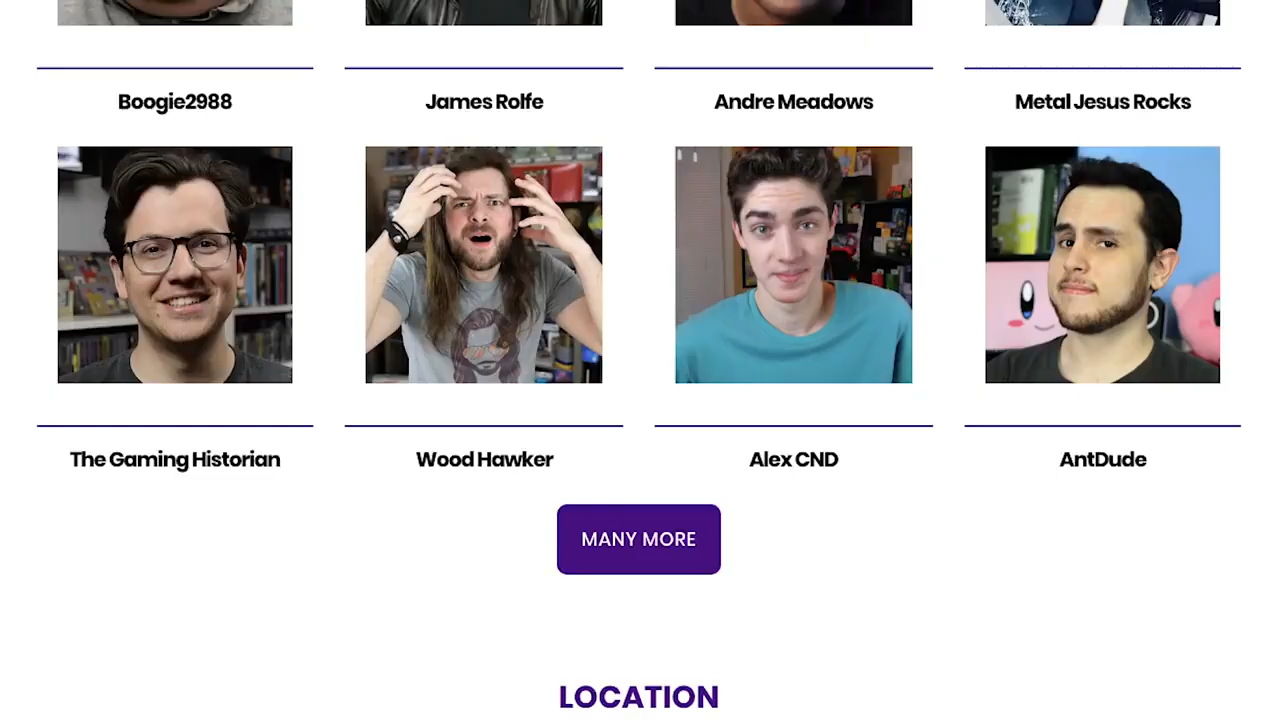 Boogie2988
James Rolfe
Andre Meadows
Metal Jesus Rocks
The Gaming Historian
Wood Hawker
Alex CND
AntDude
MANY MORE
LOCATION